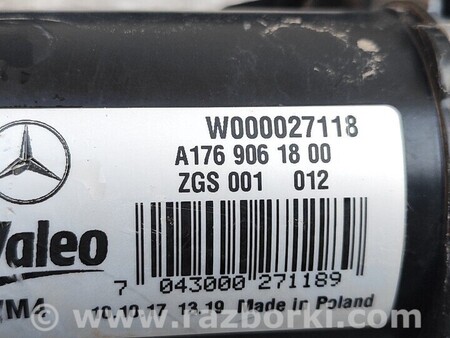 W000027118
A176 906 18 00
ZGS 001 012
Valeo
7 043000 271189
10.10.17 13.19 Made in Poland
www.razborki.com